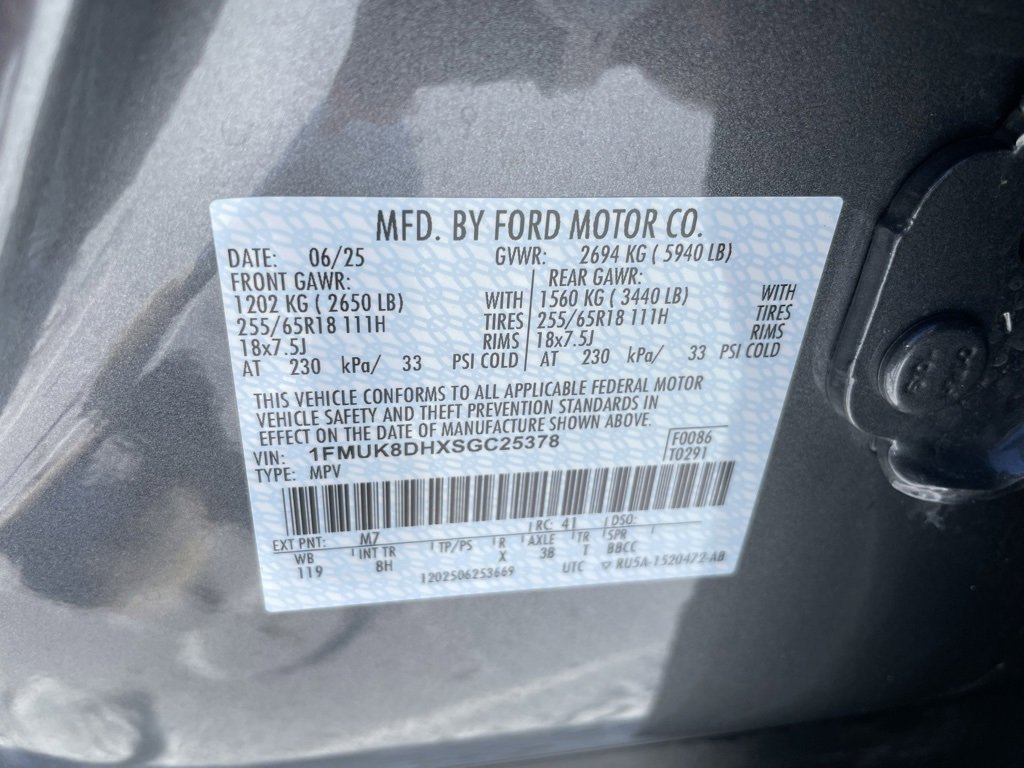 MFD. BY FORD MOTOR CO.
DATE: 06/25 GVWR: 2694 KG ( 5940 LB)
FRONT GAWR: REAR GAWR:
1202 KG ( 2650 LB) WITH 1560 KG ( 3440 LB) WITH
255/65R18 111H TIRES 255/65R18 111H TIRES
18x7.5J RIMS 18x7.5J RIMS
AT 230 kPa/ 33 PSI COLD AT 230 kPa/ 33 PSI COLD
THIS VEHICLE CONFORMS TO ALL APPLICABLE FEDERAL MOTOR
VEHICLE SAFETY AND THEFT PREVENTION STANDARDS IN
EFFECT ON THE DATE OF MANUFACTURE SHOWN ABOVE.
VIN: 1FMUK8DHXSGC25378 F0086
TYPE: MPV T0291
EXT PNT: M7 RC: 41 DSO:
WB INT TR TP/PS R AXLE TR SPR
119 8H X 38 T BBCC
1202506253669 UTC ▽ RU5A-1520472-AB